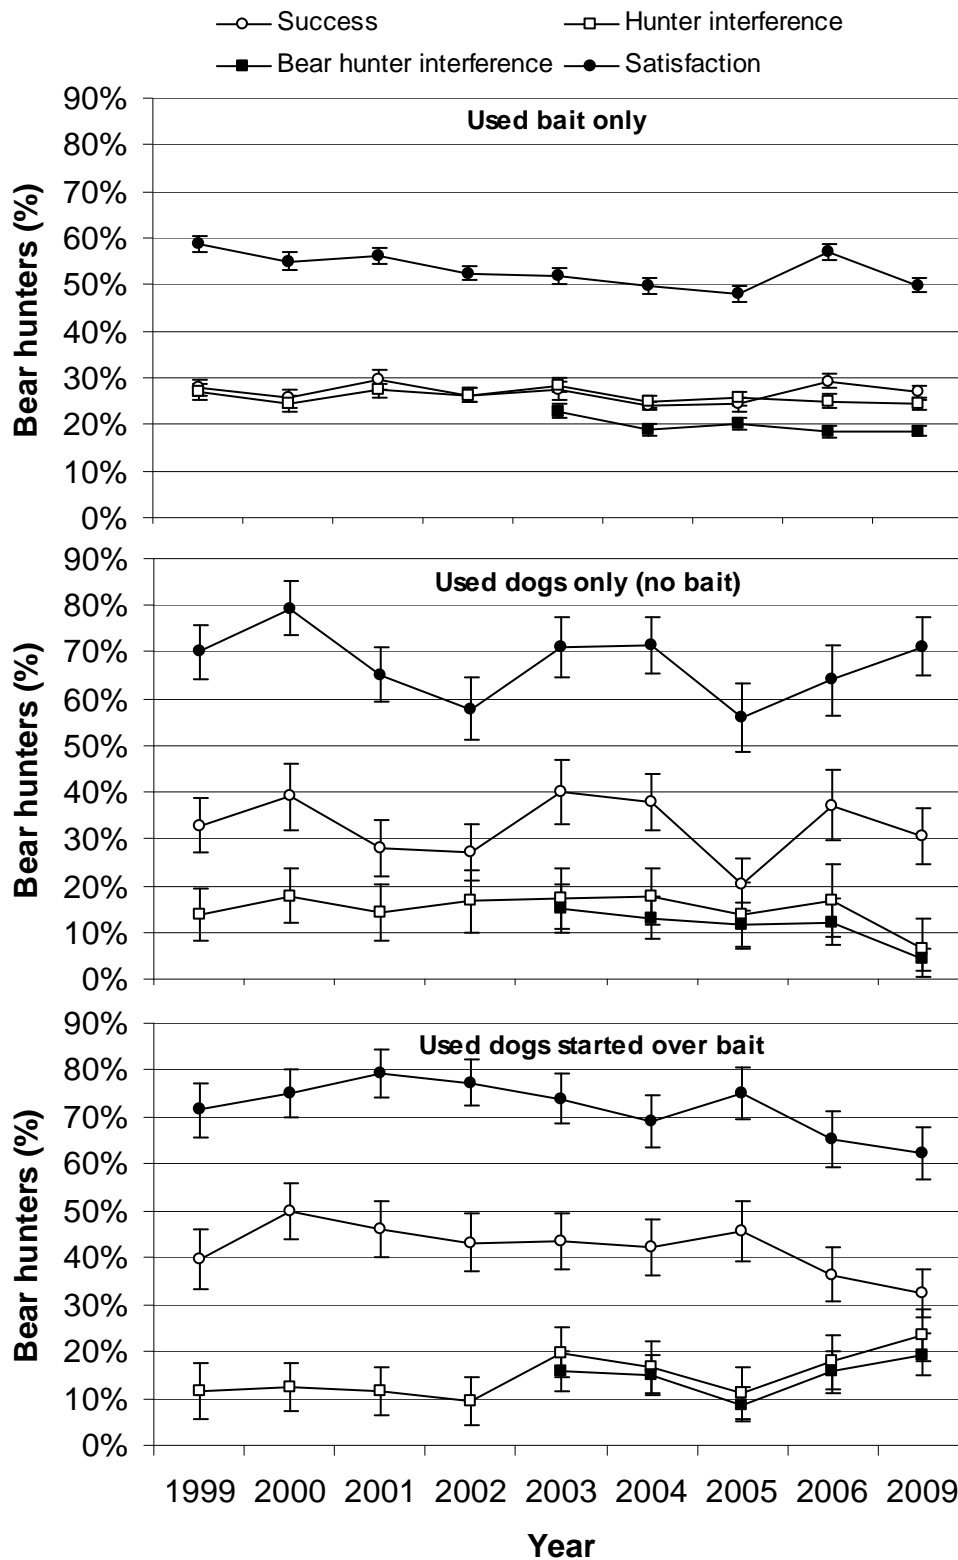 Success
Hunter interference
Bear hunter interference
Satisfaction
Used bait only
Bear hunters (%)
90%
80%
70%
60%
50%
40%
30%
20%
10%
0%
Used dogs only (no bait)
Bear hunters (%)
90%
80%
70%
60%
50%
40%
30%
20%
10%
0%
Used dogs started over bait
Bear hunters (%)
90%
80%
70%
60%
50%
40%
30%
20%
10%
0%
1999 2000 2001 2002 2003 2004 2005 2006 2009
Year